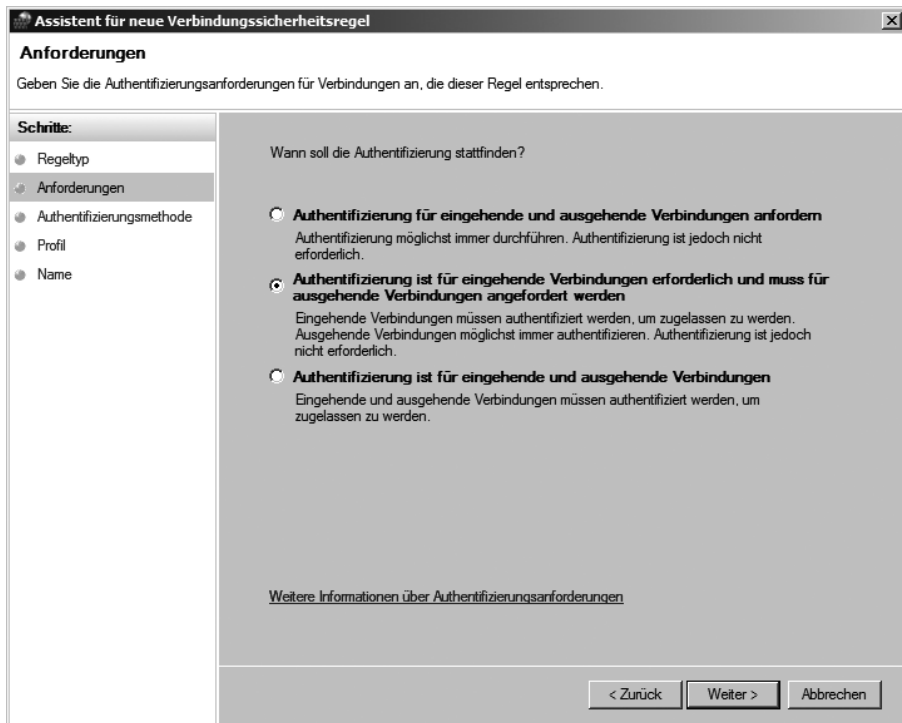 Assistent für neue Verbindungssicherheitsregel
Anforderungen
Geben Sie die Authentifizierungsanforderungen für Verbindungen an, die dieser Regel entsprechen.
Schritte:
Regeltyp
Anforderungen
Authentifizierungsmethode
Profil
Name
Wann soll die Authentifizierung stattfinden?
Authentifizierung für eingehende und ausgehende Verbindungen anfordern
Authentifizierung möglichst immer durchführen. Authentifizierung ist jedoch nicht
erforderlich.
Authentifizierung ist für eingehende Verbindungen erforderlich und muss für
ausgehende Verbindungen angefordert werden
Eingehende Verbindungen müssen authentifiziert werden, um zugelassen zu werden.
Ausgehende Verbindungen möglichst immer authentifizieren. Authentifizierung ist jedoch
nicht erforderlich.
Authentifizierung ist für eingehende und ausgehende Verbindungen
Eingehende und ausgehende Verbindungen müssen authentifiziert werden, um
zugelassen zu werden.
Weitere Informationen über Authentifizierungsanforderungen
< Zurück
Weiter >
Abbrechen